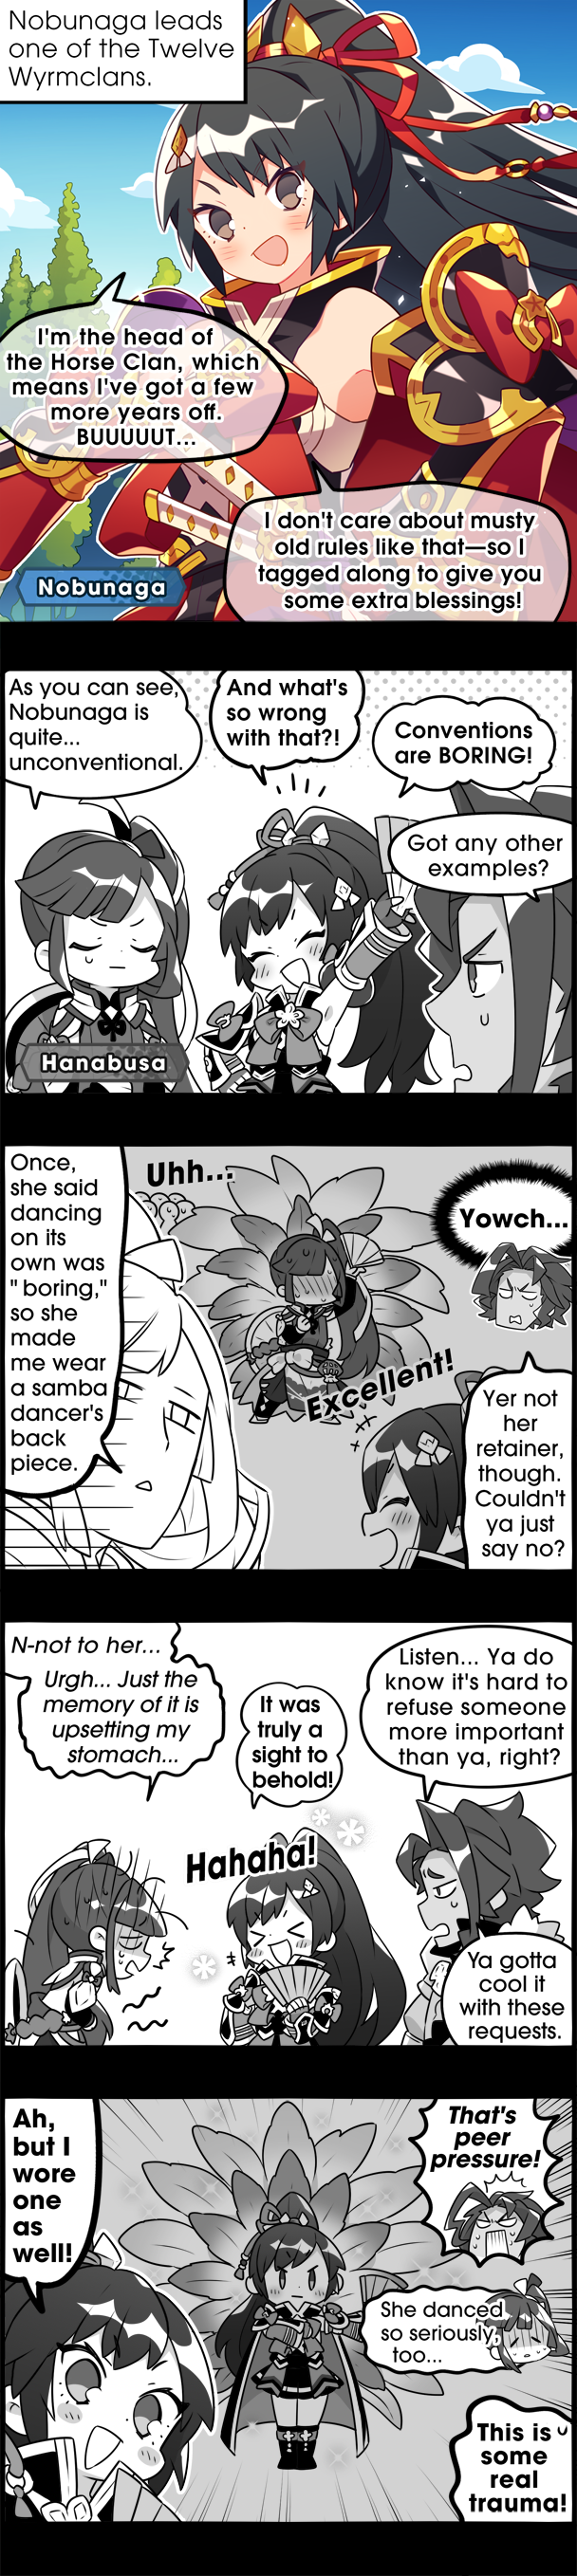 Nobunaga leads
one of the Twelve
Wyrmclans.
I'm the head of
the Horse Clan, which
means I've got a few
more years off.
BUUUUUT...
I don't care about musty
old rules like that—so I
tagged along to give you
some extra blessings!
Nobunaga
As you can see,
Nobunaga is
quite...
unconventional.
And what's
so wrong
with that?!
Conventions
are BORING!
Got any other
examples?
Hanabusa
Once,
she said
dancing
on its
own was
"boring,"
so she
made
me wear
a samba
dancer's
back
piece.
Uhh...
Yowch...
Excellent!
Yer not
her
retainer,
though.
Couldn't
ya just
say no?
N-not to her...
Urgh... Just the
memory of it is
upsetting my
stomach...
It was
truly a
sight to
behold!
Hahaha!
Listen... Ya do
know it's hard to
refuse someone
more important
than ya, right?
Ya gotta
cool it
with these
requests.
Ah,
but I
wore
one
as
well!
That's
peer
pressure!
She danced
so seriously,
too...
This is
some
real
trauma!